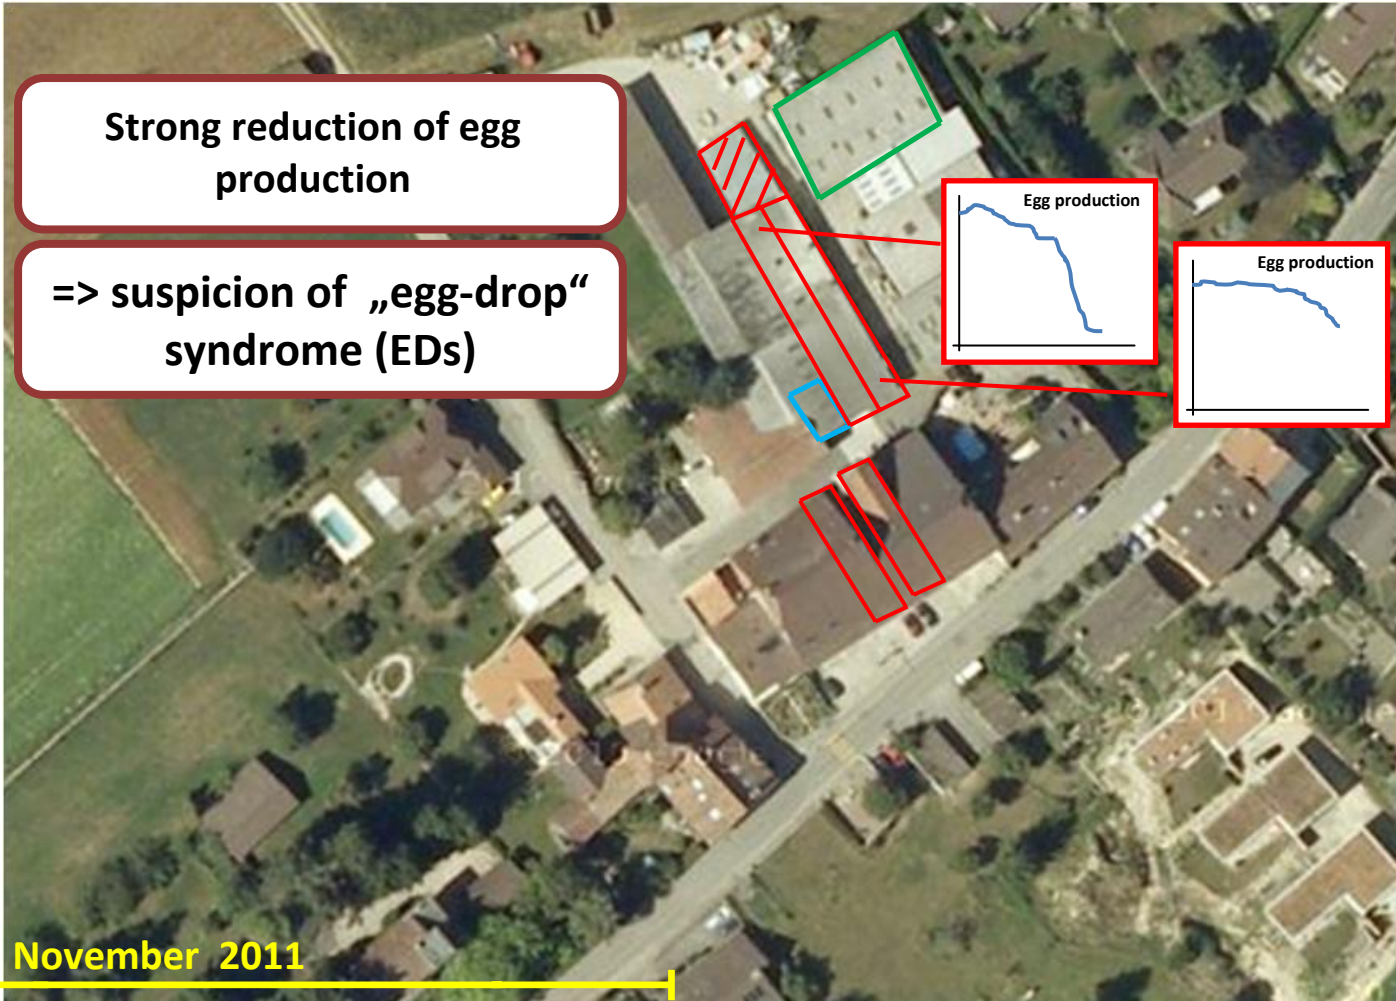 Strong reduction of egg
production
=> suspicion of „egg-drop“
syndrome (EDs)
Egg production
Egg production
November 2011